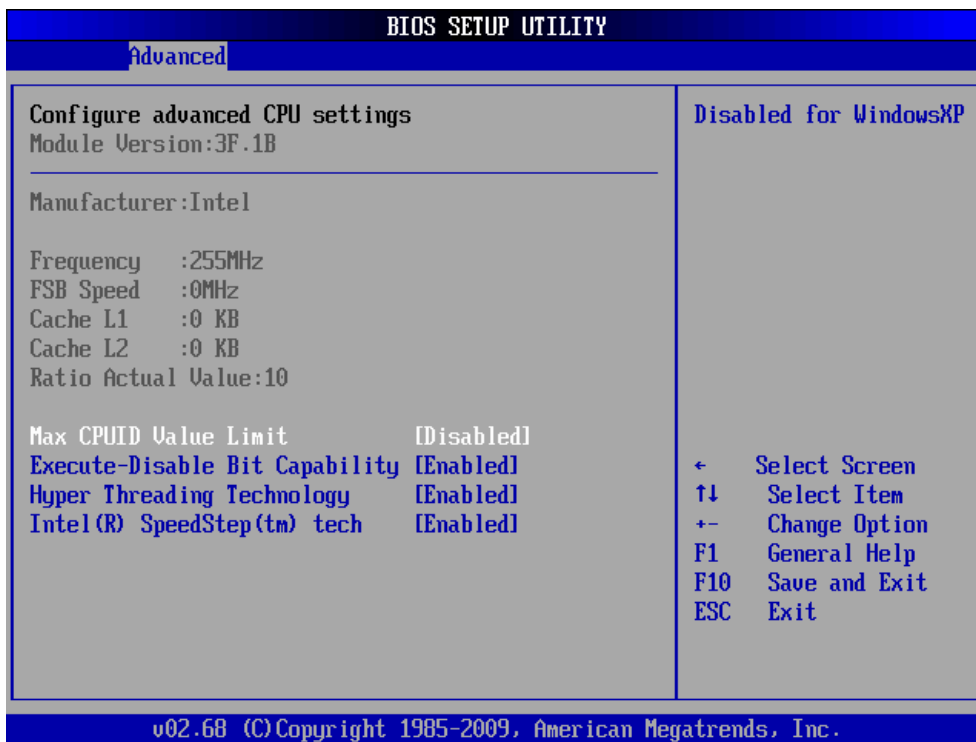 BIOS SETUP UTILITY
Advanced
Configure advanced CPU settings
Module Version:3F.1B
Manufacturer:Intel
Frequency :255MHz
FSB Speed :0MHz
Cache L1 :0 KB
Cache L2 :0 KB
Ratio Actual Value:10
Max CPUID Value Limit [Disabled]
Execute-Disable Bit Capability [Enabled]
Hyper Threading Technology [Enabled]
Intel(R) SpeedStep(tm) tech [Enabled]
Disabled for WindowsXP
← Select Screen
↑↓ Select Item
+- Change Option
F1 General Help
F10 Save and Exit
ESC Exit
v02.68 (C)Copyright 1985-2009, American Megatrends, Inc.